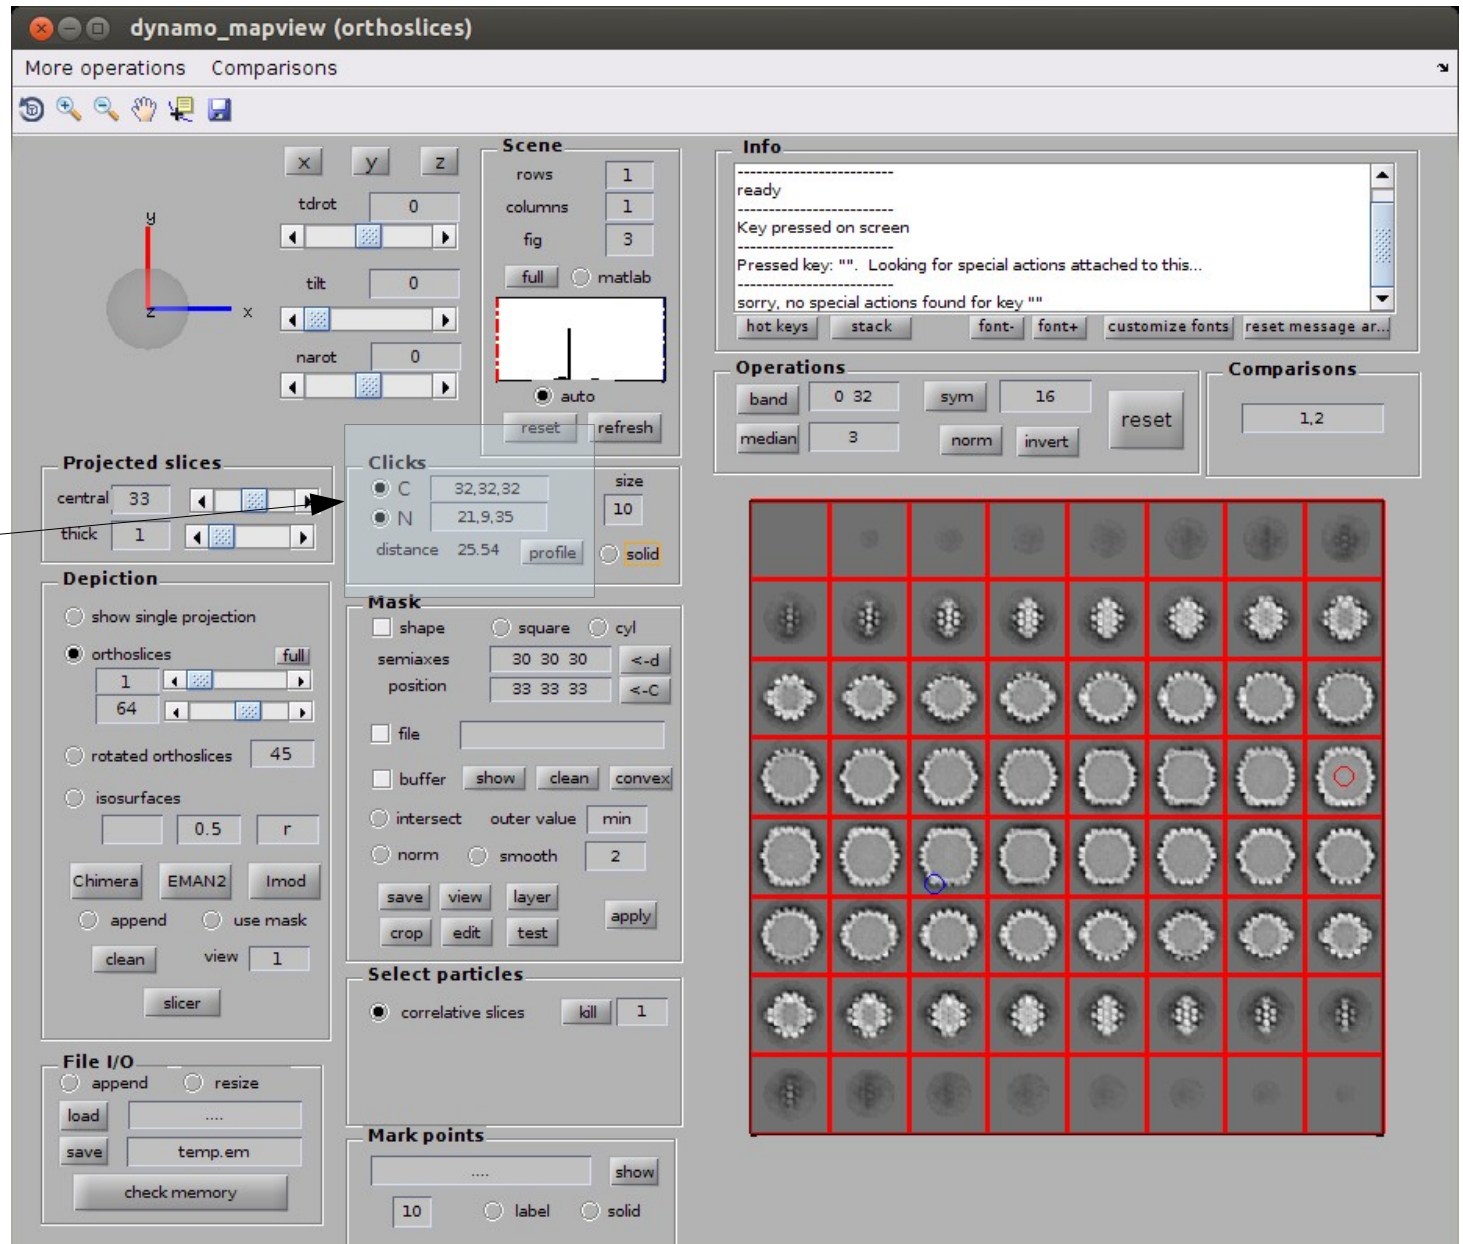 dynamo_mapview (orthoslices)
More operations Comparisons
x y z
tdrot 0
tilt 0
narot 0
y
z x
Scene
rows 1
columns 1
fig 3
full matlab
auto
reset refresh
Info
-------------------------
ready
-------------------------
Key pressed on screen
-------------------------
Pressed key: "". Looking for special actions attached to this...
-------------------------
sorry, no special actions found for key ""
hot keys stack font- font+ customize fonts reset message ar...
Operations
band 0 32 sym 16 reset
median 3 norm invert
Comparisons
1,2
Projected slices
central 33
thick 1
Clicks
C 32,32,32
N 21,9,35
distance 25.54 profile
size
10
solid
Depiction
show single projection
orthoslices full
1
64
rotated orthoslices 45
isosurfaces
0.5 r
Chimera EMAN2 Imod
append use mask
clean view 1
slicer
Mask
shape square cyl
semiaxes 30 30 30 <-d
position 33 33 33 <-C
file
buffer show clean convex
intersect outer value min
norm smooth 2
save view layer
crop edit test apply
Select particles
correlative slices kill 1
File I/O
append resize
load ....
save temp.em
check memory
Mark points
.... show
10 label solid